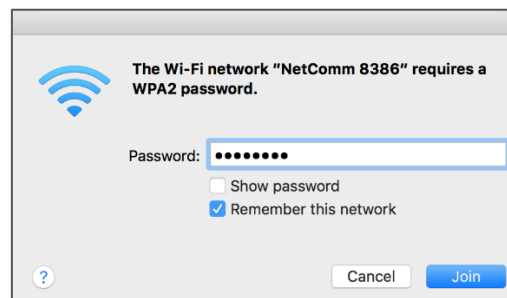 The Wi-Fi network “NetComm 8386” requires a
WPA2 password.
Password: ••••••••
Show password
Remember this network
? Cancel Join